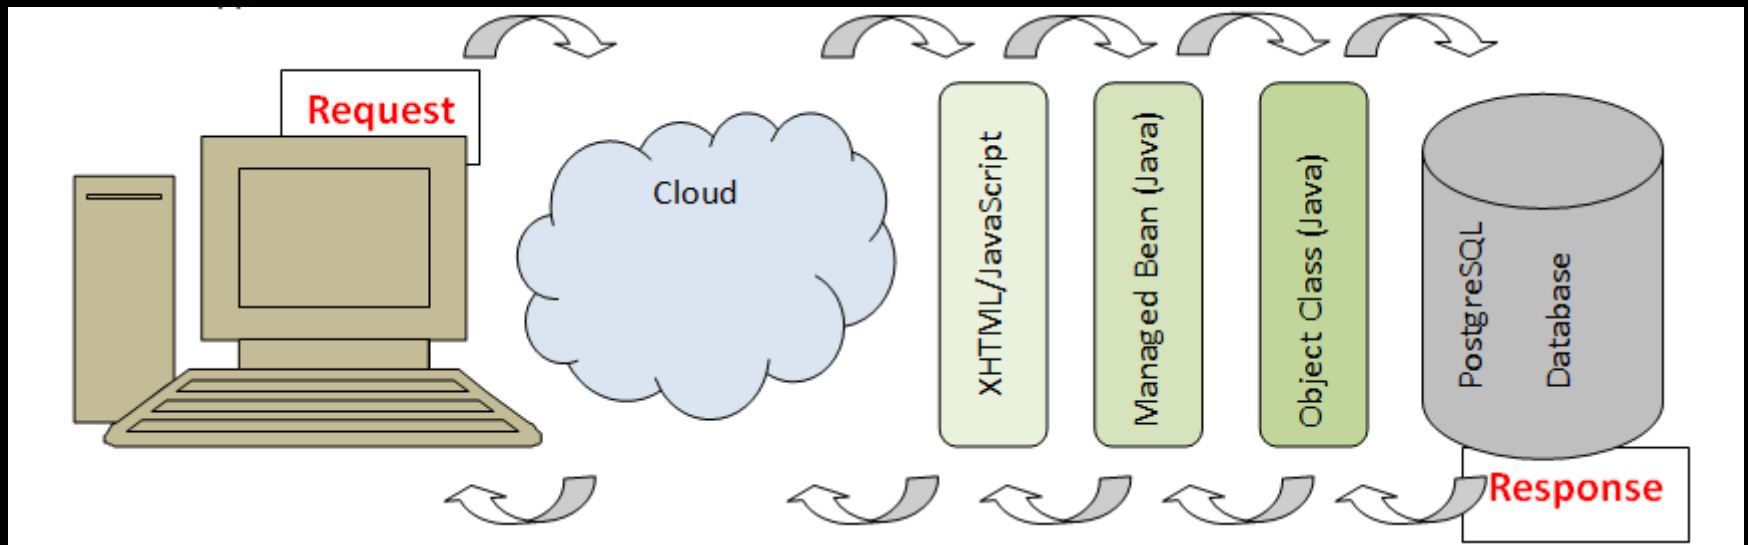 Request
Cloud
XHTML/JavaScript
Managed Bean (Java)
Object Class (Java)
PostgreSQL
Database
Response